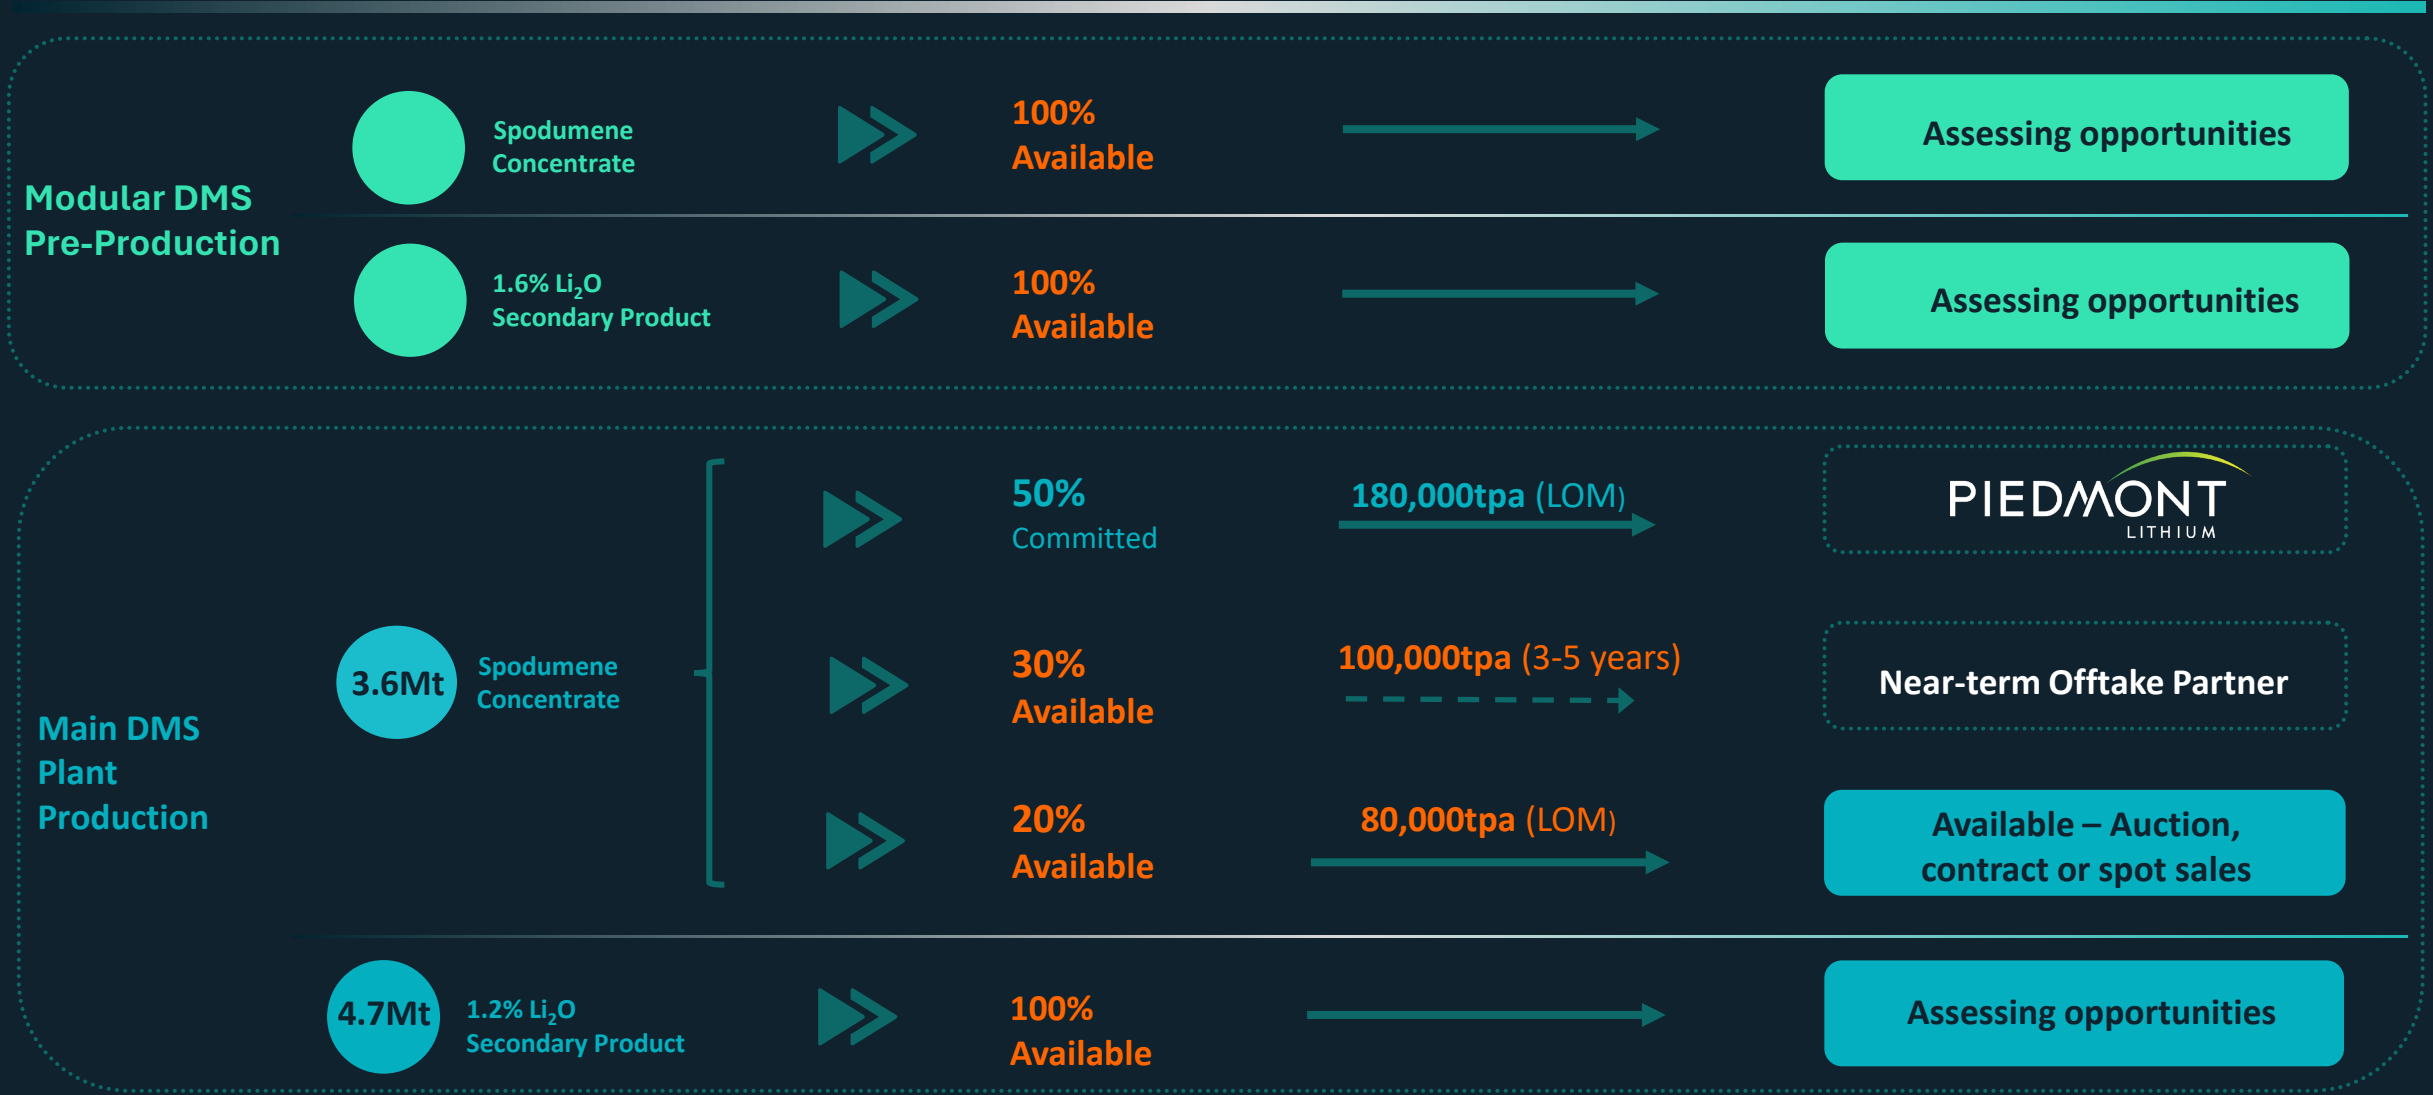 Modular DMS
Pre-Production
Spodumene
Concentrate
100%
Available
Assessing opportunities
1.6% Li₂O
Secondary Product
100%
Available
Assessing opportunities
Main DMS
Plant
Production
3.6Mt
Spodumene
Concentrate
50%
Committed
180,000tpa (LOM)
PIEDMONT
LITHIUM
30%
Available
100,000tpa (3-5 years)
Near-term Offtake Partner
20%
Available
80,000tpa (LOM)
Available – Auction,
contract or spot sales
4.7Mt
1.2% Li₂O
Secondary Product
100%
Available
Assessing opportunities